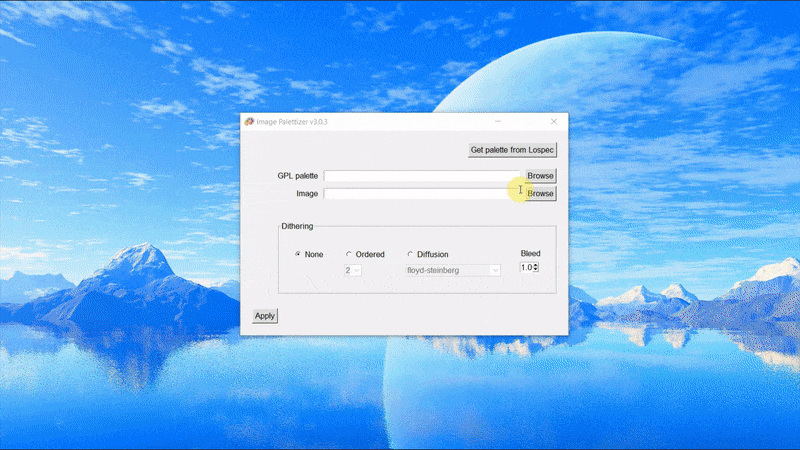 Image Palettizer v3.0.3
Get palette from Lospec
GPL palette
Browse
Image
Browse
Dithering
None
Ordered
Diffusion
Bleed
2
floyd-steinberg
1.0
Apply